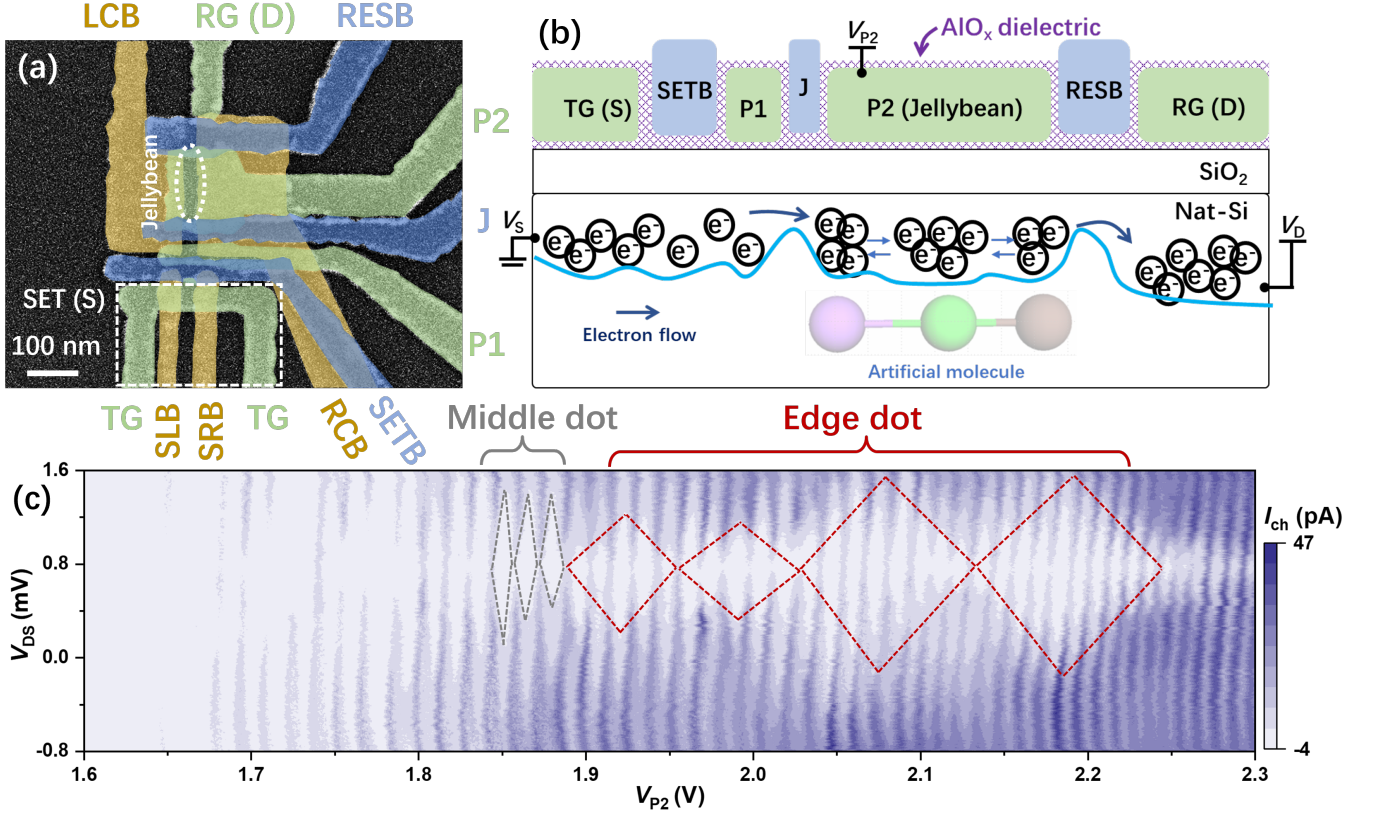 LCB RG (D) RESB
(a)
P2
Jellybean
J
SET (S)
100 nm
P1
TG SLB SRB TG RCB SETB
(b)
V_P2
AlOₓ dielectric
TG (S) SETB P1 J P2 (Jellybean) RESB RG (D)
SiO₂
Nat-Si
V_S
V_D
e⁻ e⁻ e⁻ e⁻ e⁻ e⁻ e⁻ e⁻ e⁻ e⁻ e⁻ e⁻ e⁻ e⁻ e⁻ e⁻ e⁻ e⁻ e⁻ e⁻ e⁻ e⁻ e⁻ e⁻ e⁻ e⁻
Electron flow
Artificial molecule
Middle dot Edge dot
(c)
1.6
0.8
0.0
-0.8
V_DS (mV)
1.6 1.7 1.8 1.9 2.0 2.1 2.2 2.3
V_P2 (V)
I_ch (pA)
47
-4